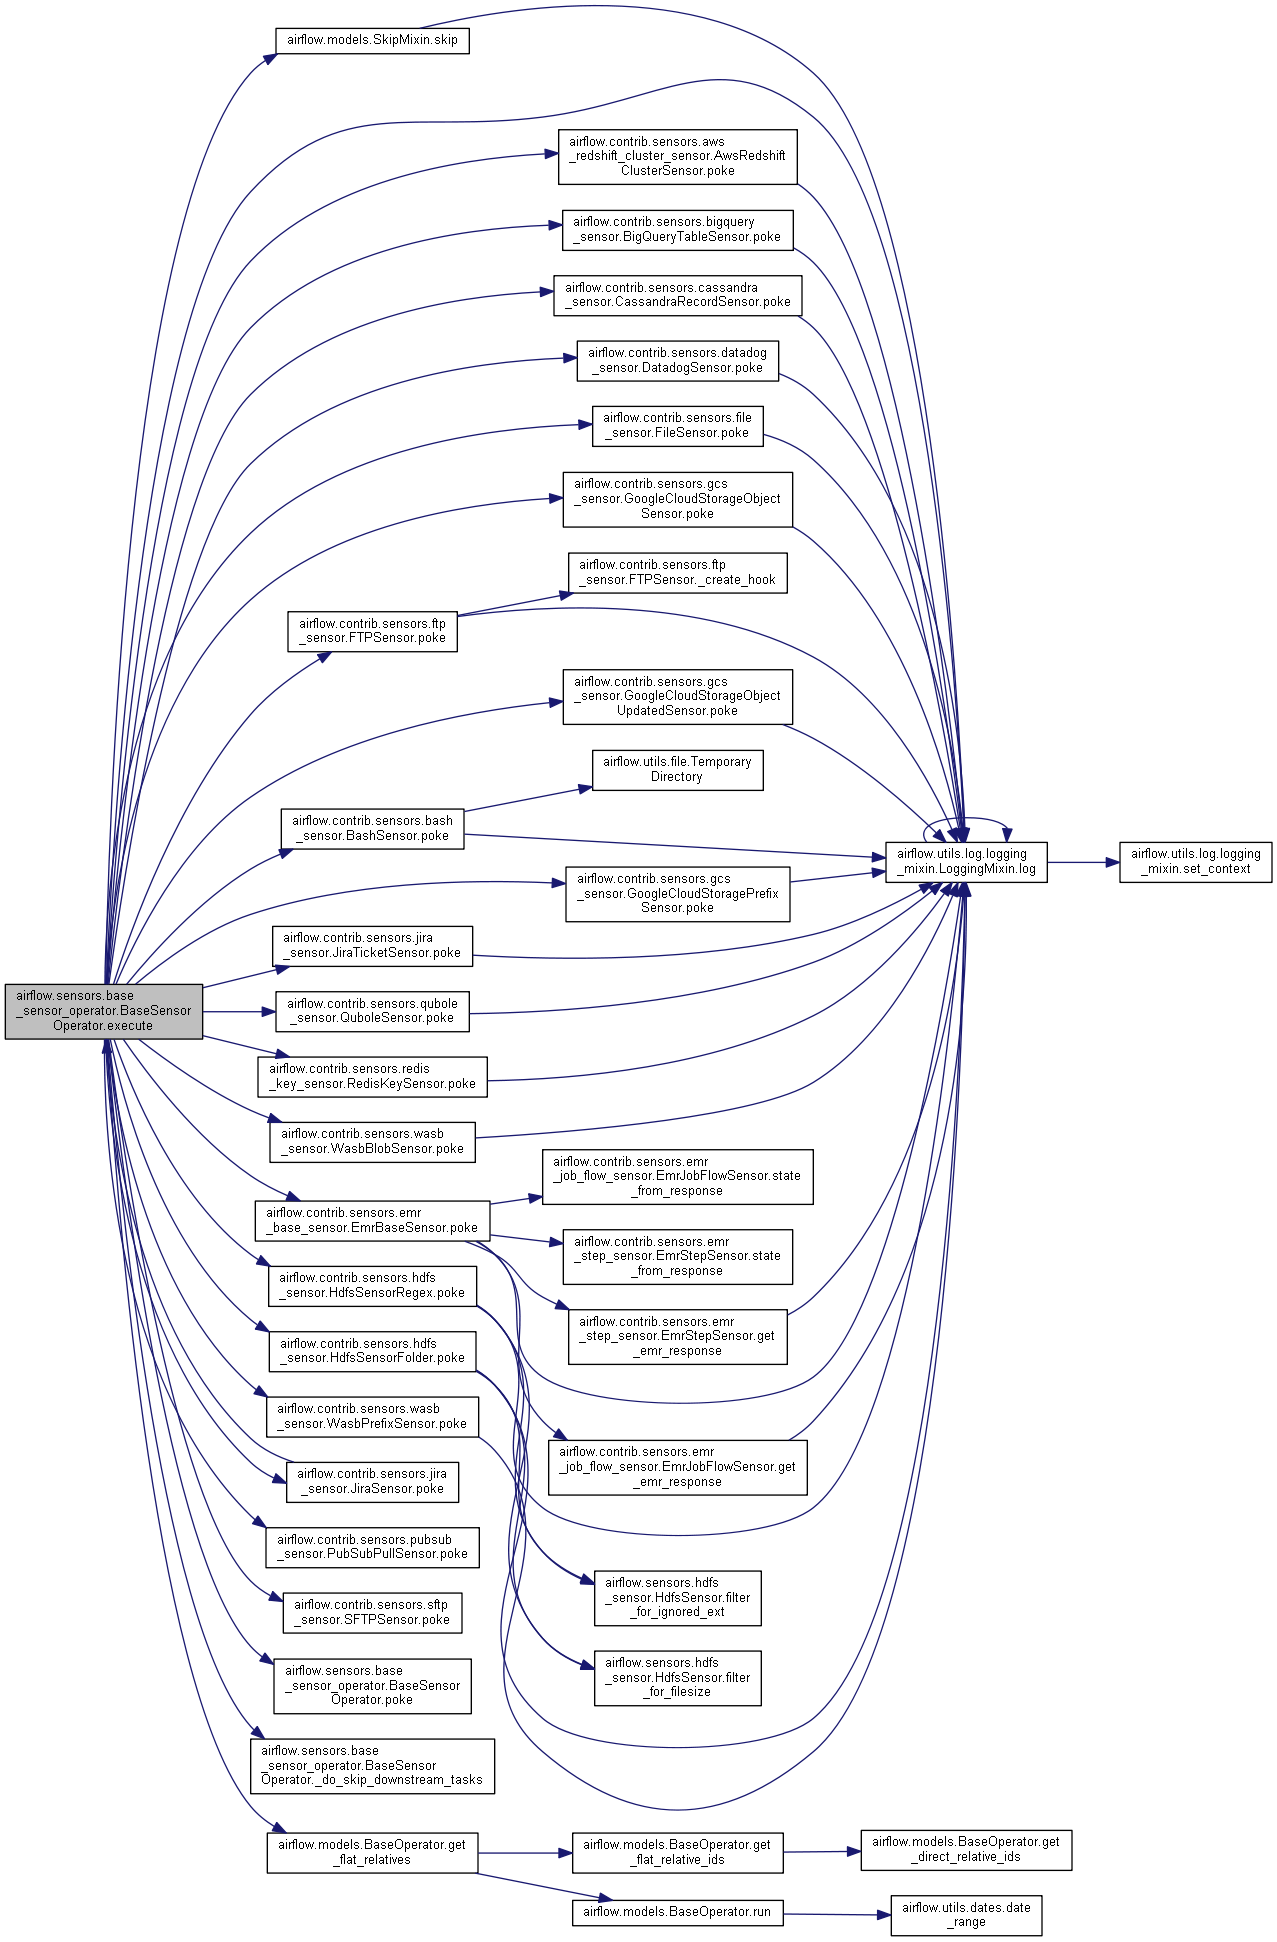 airflow.models.SkipMixin.skip
airflow.contrib.sensors.aws
_redshift_cluster_sensor.AwsRedshift
ClusterSensor.poke
airflow.contrib.sensors.bigquery
_sensor.BigQueryTableSensor.poke
airflow.contrib.sensors.cassandra
_sensor.CassandraRecordSensor.poke
airflow.contrib.sensors.datadog
_sensor.DatadogSensor.poke
airflow.contrib.sensors.file
_sensor.FileSensor.poke
airflow.contrib.sensors.gcs
_sensor.GoogleCloudStorageObject
Sensor.poke
airflow.contrib.sensors.ftp
_sensor.FTPSensor._create_hook
airflow.contrib.sensors.ftp
_sensor.FTPSensor.poke
airflow.contrib.sensors.gcs
_sensor.GoogleCloudStorageObject
UpdatedSensor.poke
airflow.utils.file.Temporary
Directory
airflow.contrib.sensors.bash
_sensor.BashSensor.poke
airflow.utils.log.logging
_mixin.LoggingMixin.log
airflow.utils.log.logging
_mixin.set_context
airflow.contrib.sensors.gcs
_sensor.GoogleCloudStoragePrefix
Sensor.poke
airflow.contrib.sensors.jira
_sensor.JiraTicketSensor.poke
airflow.sensors.base
_sensor_operator.BaseSensor
Operator.execute
airflow.contrib.sensors.qubole
_sensor.QuboleSensor.poke
airflow.contrib.sensors.redis
_key_sensor.RedisKeySensor.poke
airflow.contrib.sensors.wasb
_sensor.WasbBlobSensor.poke
airflow.contrib.sensors.emr
_job_flow_sensor.EmrJobFlowSensor.state
_from_response
airflow.contrib.sensors.emr
_base_sensor.EmrBaseSensor.poke
airflow.contrib.sensors.emr
_step_sensor.EmrStepSensor.state
_from_response
airflow.contrib.sensors.hdfs
_sensor.HdfsSensorRegex.poke
airflow.contrib.sensors.emr
_step_sensor.EmrStepSensor.get
_emr_response
airflow.contrib.sensors.hdfs
_sensor.HdfsSensorFolder.poke
airflow.contrib.sensors.wasb
_sensor.WasbPrefixSensor.poke
airflow.contrib.sensors.emr
_job_flow_sensor.EmrJobFlowSensor.get
_emr_response
airflow.contrib.sensors.jira
_sensor.JiraSensor.poke
airflow.contrib.sensors.pubsub
_sensor.PubSubPullSensor.poke
airflow.sensors.hdfs
_sensor.HdfsSensor.filter
_for_ignored_ext
airflow.contrib.sensors.sftp
_sensor.SFTPSensor.poke
airflow.sensors.hdfs
_sensor.HdfsSensor.filter
_for_filesize
airflow.sensors.base
_sensor_operator.BaseSensor
Operator.poke
airflow.sensors.base
_sensor_operator.BaseSensor
Operator._do_skip_downstream_tasks
airflow.models.BaseOperator.get
_flat_relatives
airflow.models.BaseOperator.get
_flat_relative_ids
airflow.models.BaseOperator.get
_direct_relative_ids
airflow.models.BaseOperator.run
airflow.utils.dates.date
_range